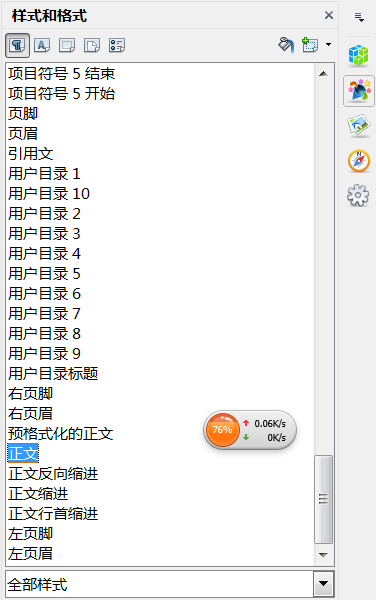 样式和格式
项目符号 5 结束
项目符号 5 开始
页脚
页眉
引用文
用户目录 1
用户目录 10
用户目录 2
用户目录 3
用户目录 4
用户目录 5
用户目录 6
用户目录 7
用户目录 8
用户目录 9
用户目录标题
右页脚
右页眉
预格式化的正文
76%
0.06K/s
0K/s
正文
正文反向缩进
正文缩进
正文行首缩进
左页脚
左页眉
全部样式